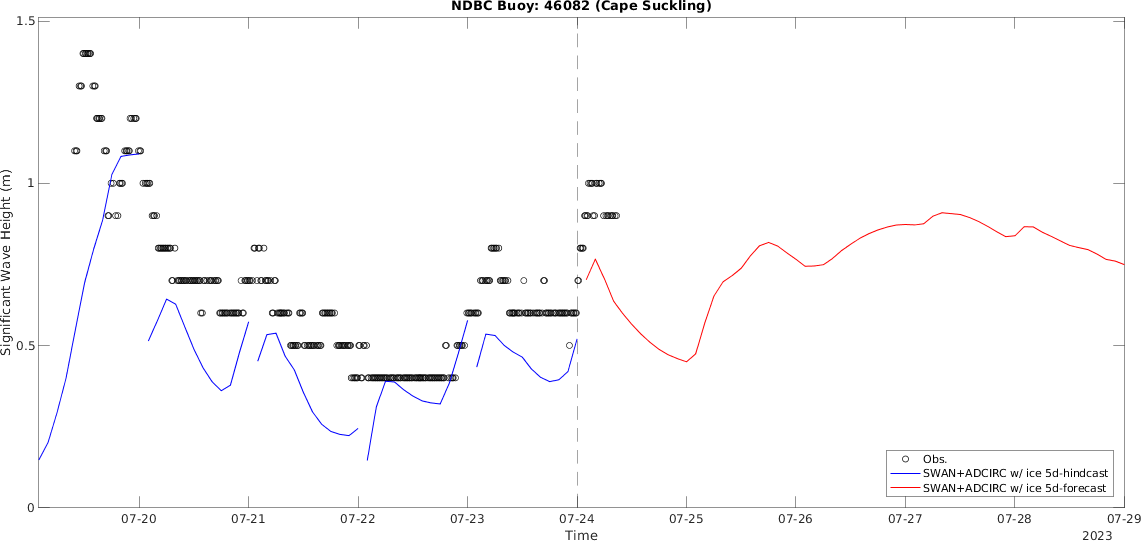 NDBC Buoy: 46082 (Cape Suckling)
1.5
1
0.5
0
Significant Wave Height (m)
07-20 07-21 07-22 07-23 07-24 07-25 07-26 07-27 07-28 07-29
Time
2023
Obs.
SWAN+ADCIRC w/ ice 5d-hindcast
SWAN+ADCIRC w/ ice 5d-forecast